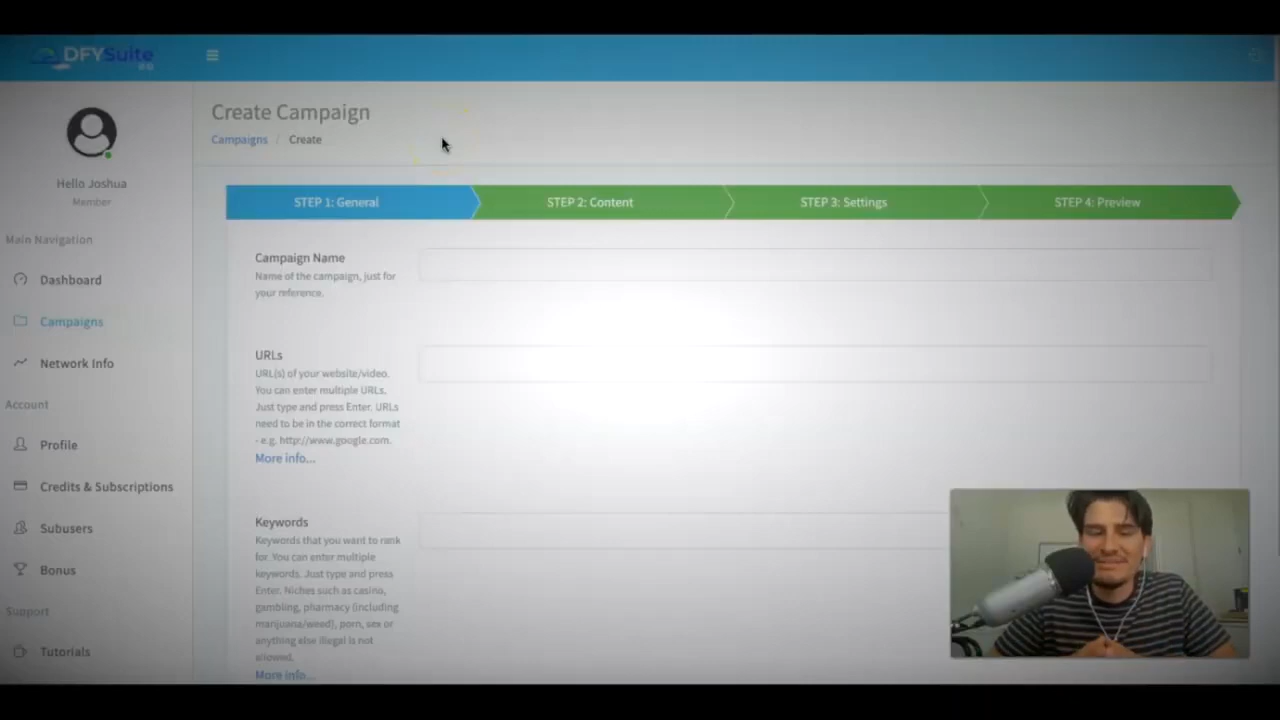 DFYSuite
2.0
Create Campaign
Campaigns / Create
Hello Joshua
Member
Main Navigation
Dashboard
Campaigns
Network Info
Account
Profile
Credits & Subscriptions
Subusers
Bonus
Support
Tutorials
STEP 1: General
STEP 2: Content
STEP 3: Settings
STEP 4: Preview
Campaign Name
Name of the campaign, just for
your reference.
URLs
URL(s) of your website/video.
You can enter multiple URLs.
Just type and press Enter. URLs
need to be in the correct format
- e.g. http://www.google.com.
More info...
Keywords
Keywords that you want to rank
for. You can enter multiple
keywords. Just type and press
Enter. Niches such as casino,
gambling, pharmacy (including
marijuana/weed), porn, sex or
anything else illegal is not
allowed.
More info...